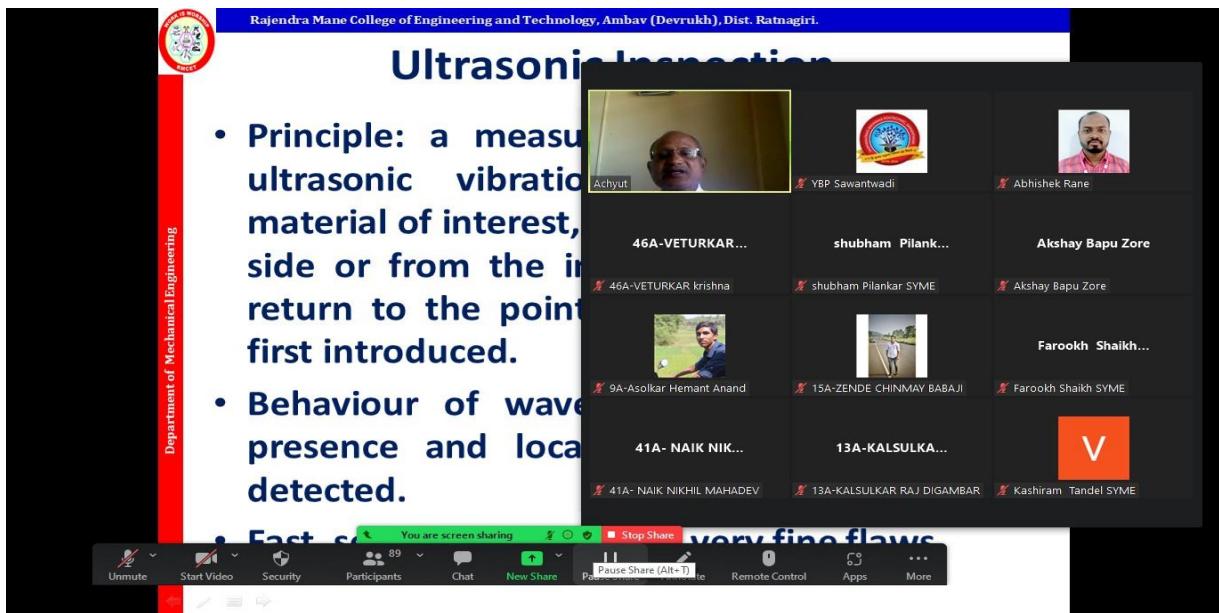 Rajendra Mane College of Engineering and Technology, Ambav (Devrukh), Dist. Ratnagiri.
WORK IS WORSHIP
RMCET
Department of Mechanical Engineering
Ultrasonic Inspection
• Principle: a measu
ultrasonic vibratio
material of interest,
side or from the in
return to the point
first introduced.
• Behaviour of wave
presence and loca
detected.
• Fast very fine flaws
Achyut
YBP Sawantwadi
Abhishek Rane
46A-VETURKAR...
shubham Pilank...
Akshay Bapu Zore
46A-VETURKAR krishna
shubham Pilankar SYME
Akshay Bapu Zore
Farookh Shaikh...
9A-Asolkar Hemant Anand
15A-ZENDE CHINMAY BABAJI
Farookh Shaikh SYME
41A- NAIK NIK...
13A-KALSULKA...
V
41A- NAIK NIKHIL MAHADEV
13A-KALSULKAR RAJ DIGAMBAR
Kashiram Tandel SYME
You are screen sharing
Stop Share
89
Unmute
Start Video
Security
Participants
Chat
New Share
Pause Share (Alt+T)
Remote Control
Apps
More